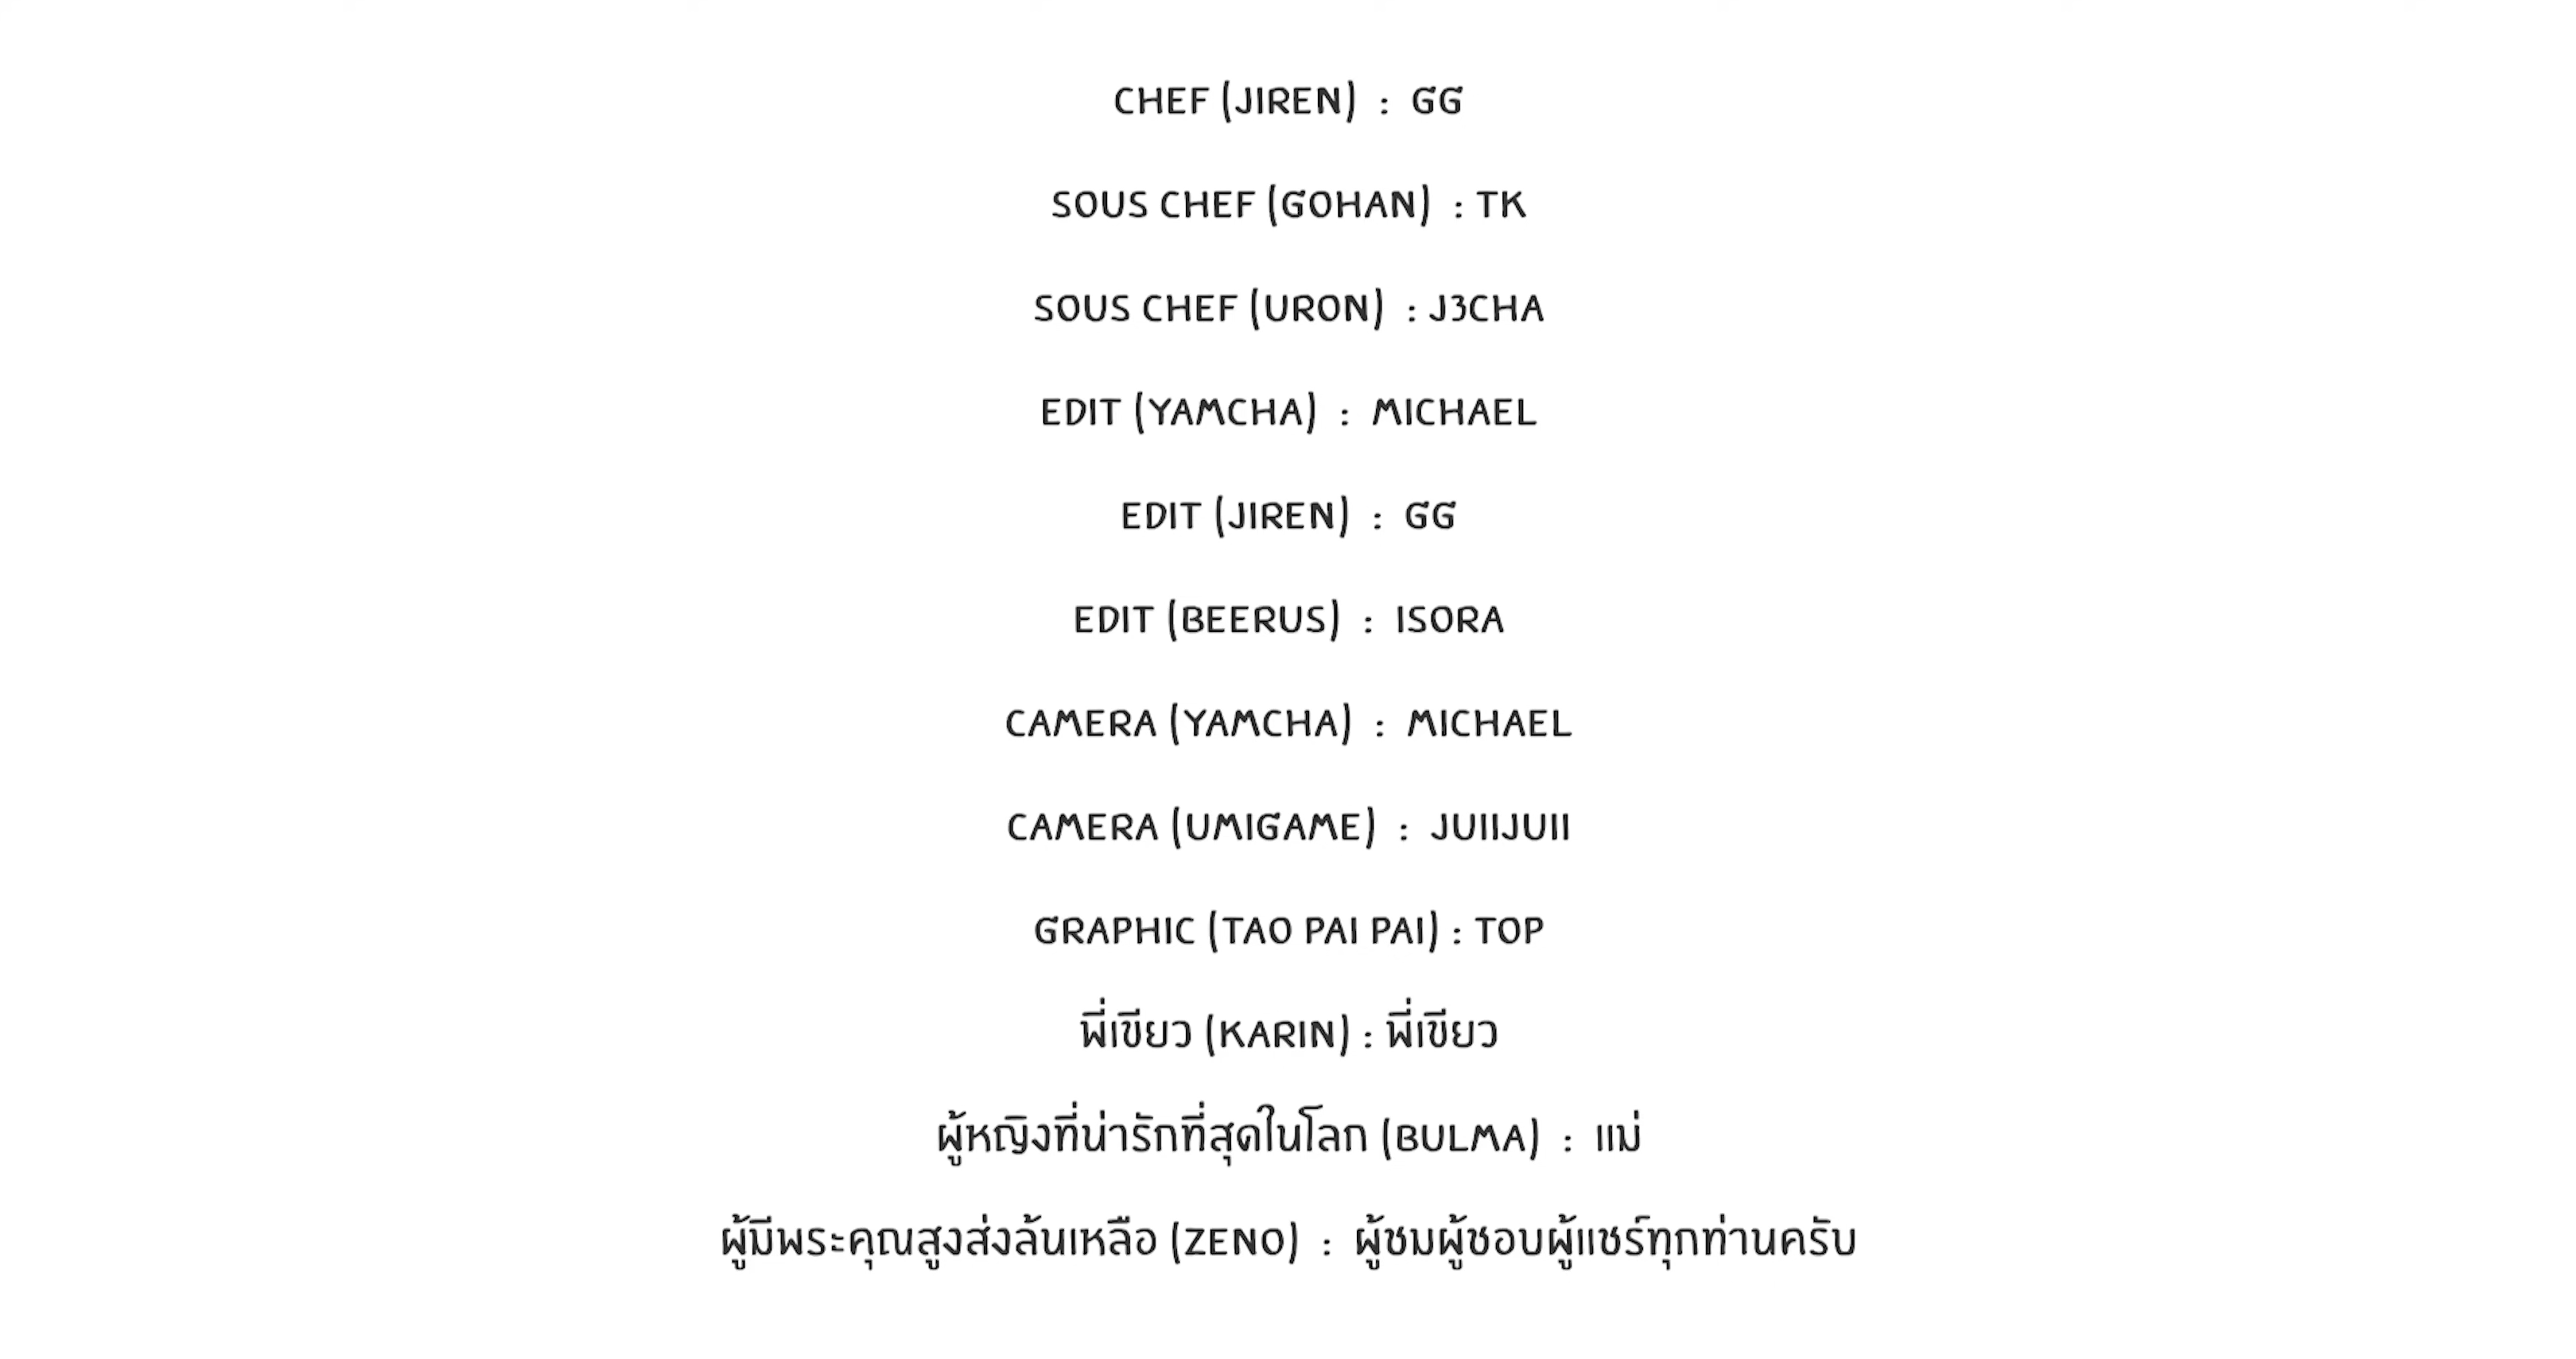 CHEF (JIREN) : GG
SOUS CHEF (GOHAN) : TK
SOUS CHEF (URON) : J3CHA
EDIT (YAMCHA) : MICHAEL
EDIT (JIREN) : GG
EDIT (BEERUS) : ISORA
CAMERA (YAMCHA) : MICHAEL
CAMERA (UMIGAME) : JUIIJUII
GRAPHIC (TAO PAI PAI) : TOP
พี่เขียว (KARIN) : พี่เขียว
ผู้หญิงที่น่ารักที่สุดในโลก (BULMA) : แม่
ผู้มีพระคุณสูงส่งล้นเหลือ (ZENO) : ผู้ชมผู้ชอบผู้แชร์ทุกท่านครับ